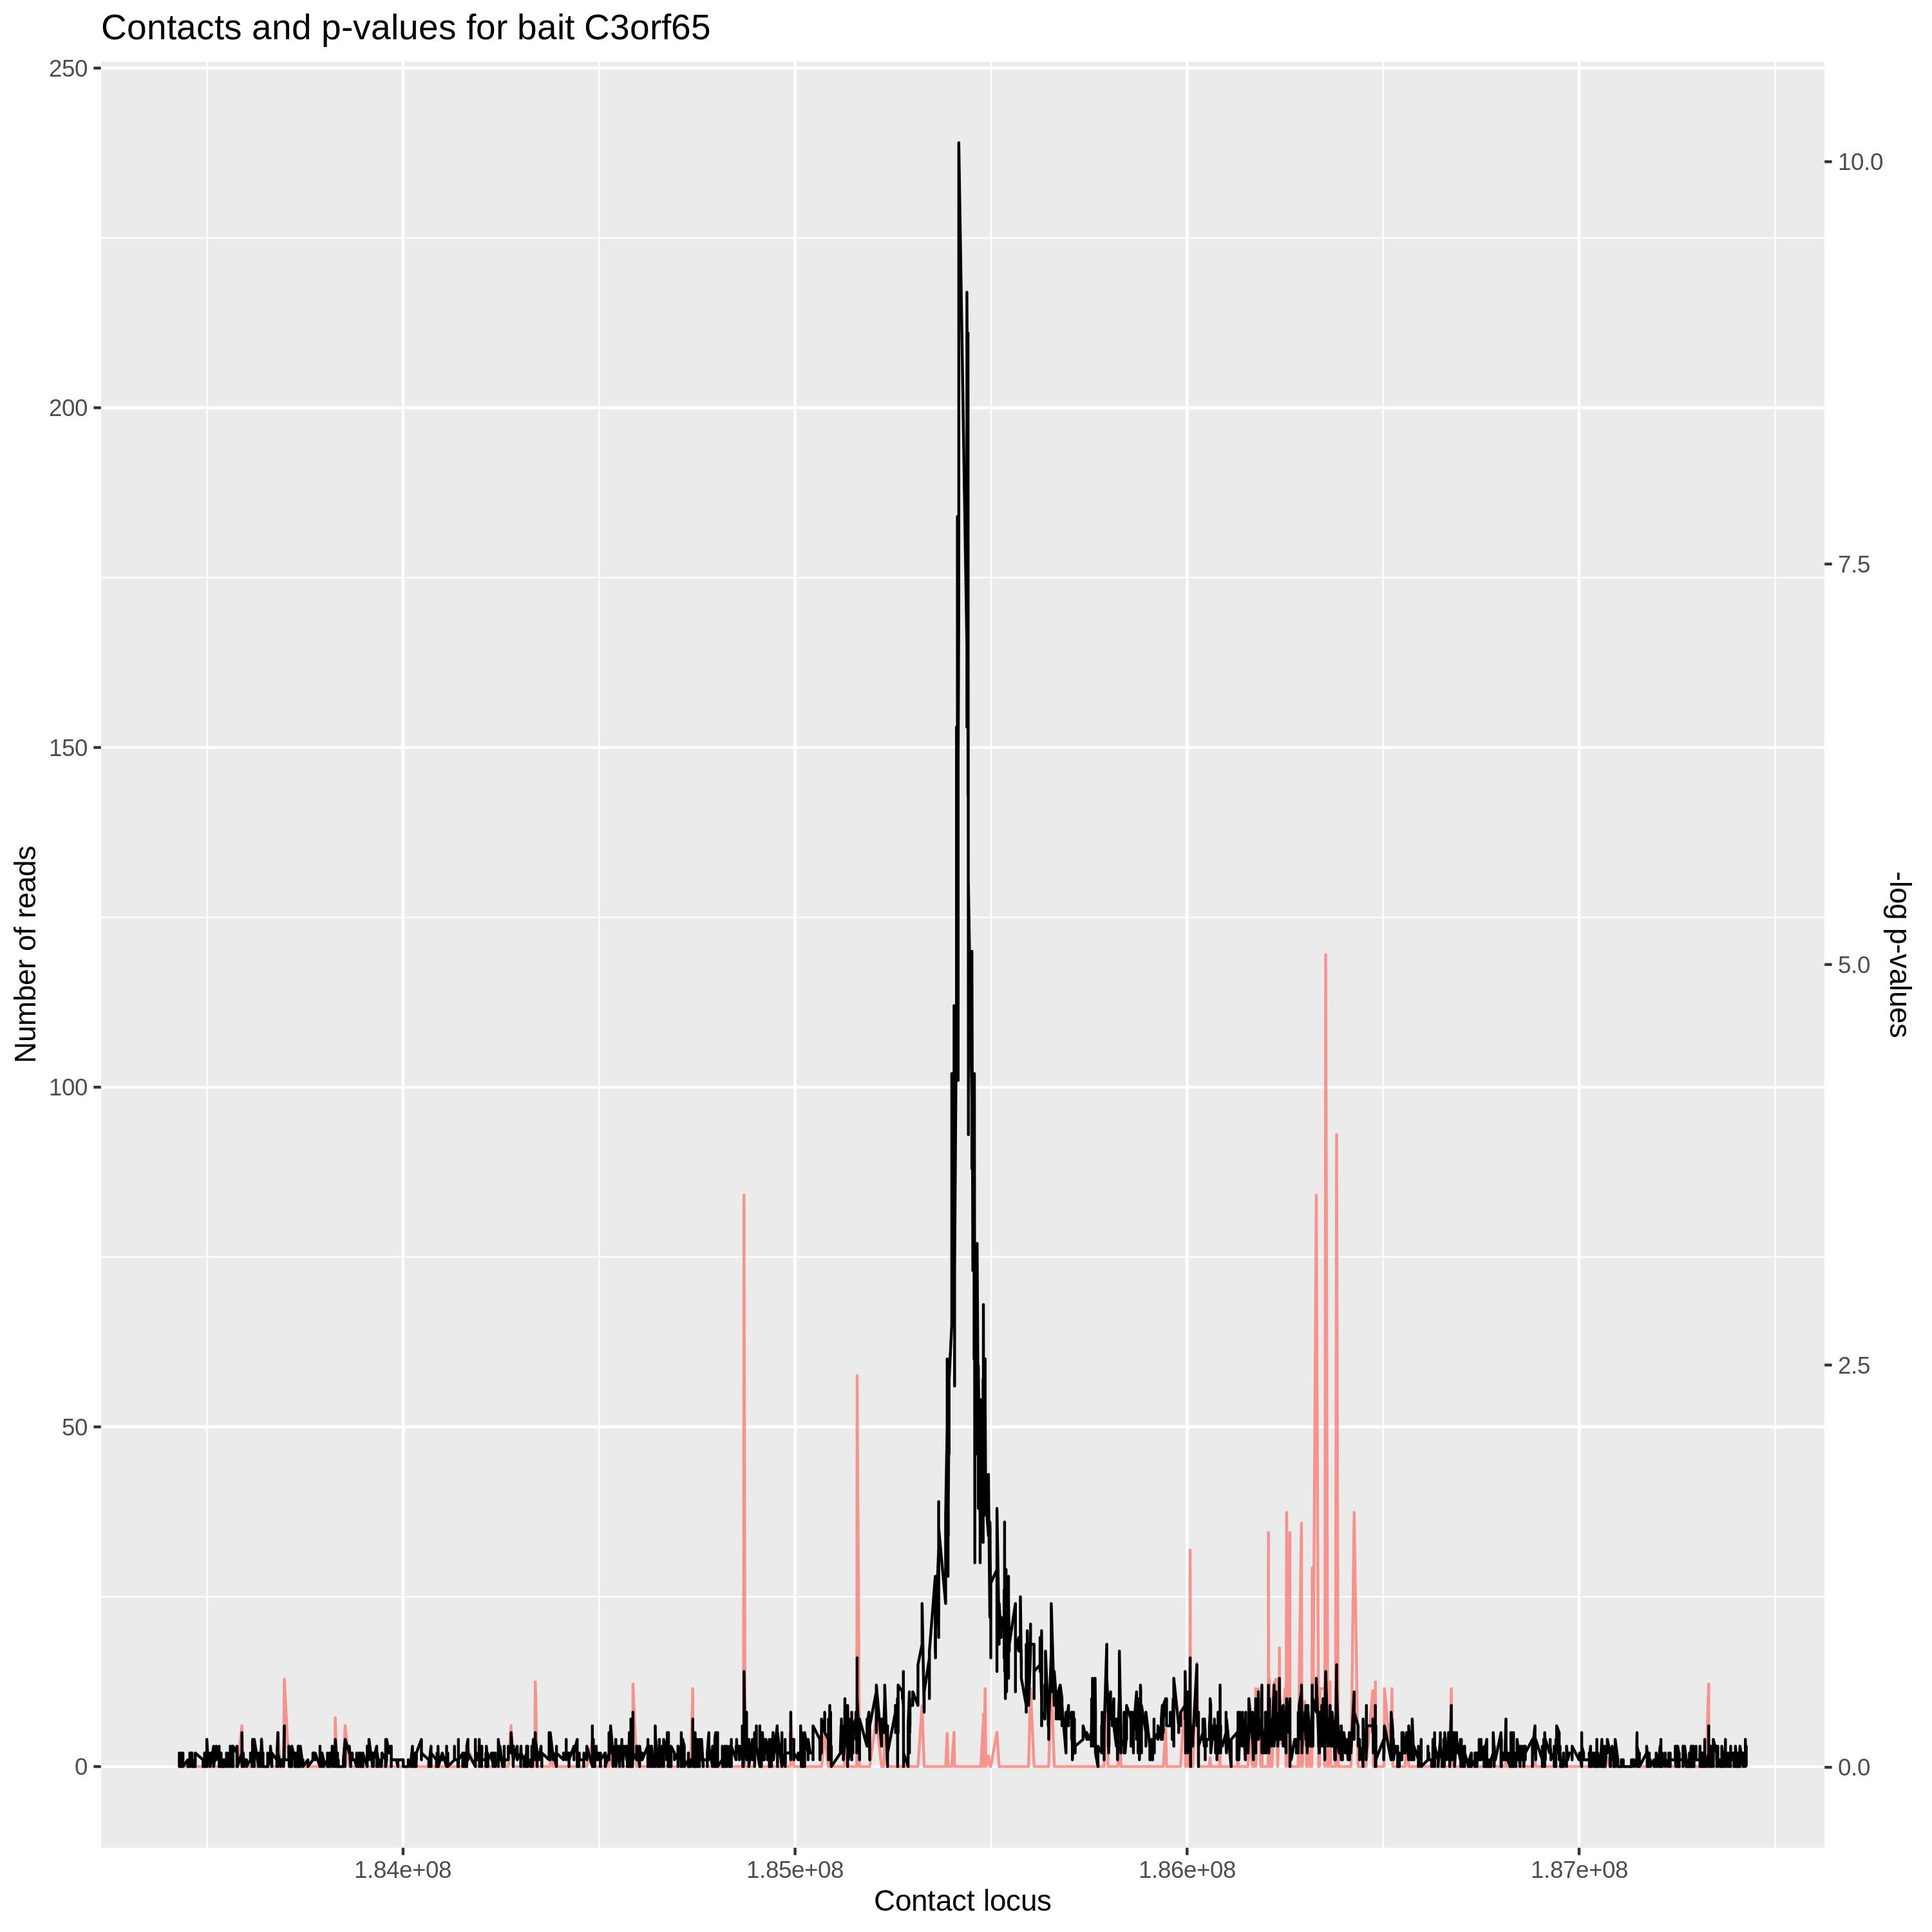 Contacts and p-values for bait C3orf65
250
200
150
100
50
0
Number of reads
10.0
7.5
5.0
2.5
0.0
-log p-values
1.84e+08
1.85e+08
1.86e+08
1.87e+08
Contact locus